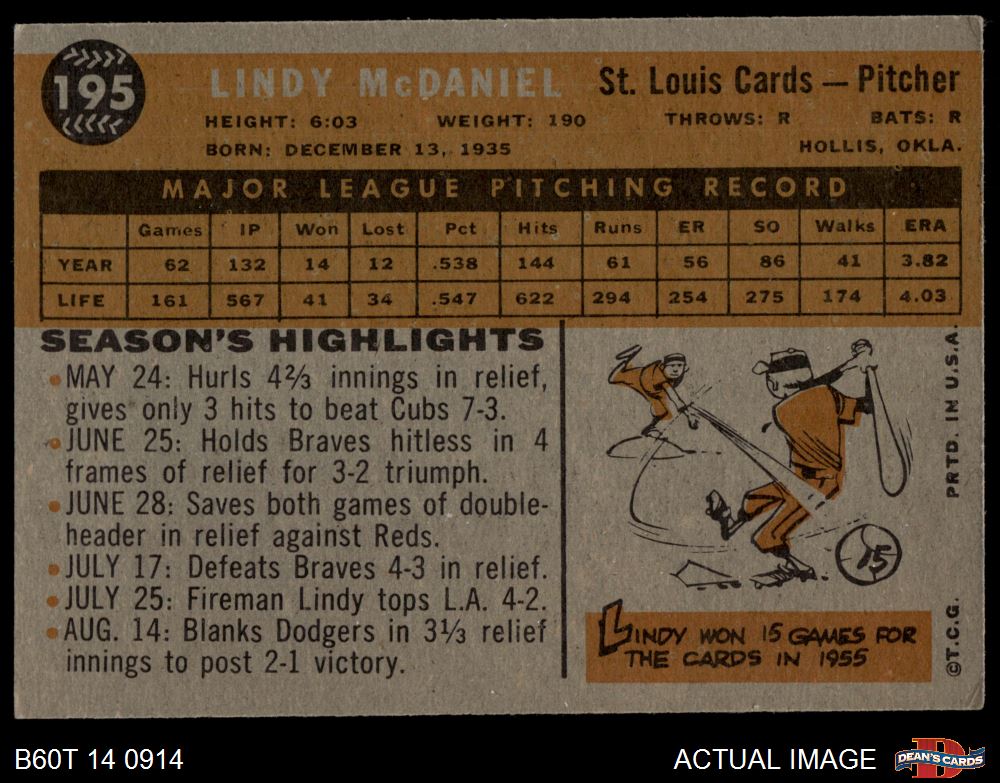 195
LINDY McDANIEL St. Louis Cards — Pitcher
HEIGHT: 6:03 WEIGHT: 190 THROWS: R BATS: R
BORN: DECEMBER 13, 1935 HOLLIS, OKLA.
MAJOR LEAGUE PITCHING RECORD
Games IP Won Lost Pct Hits Runs ER SO Walks ERA
YEAR 62 132 14 12 .538 144 61 56 86 41 3.82
LIFE 161 567 41 34 .547 622 294 254 275 174 4.03
SEASON'S HIGHLIGHTS
•MAY 24: Hurls 4⅔ innings in relief,
gives only 3 hits to beat Cubs 7-3.
•JUNE 25: Holds Braves hitless in 4
frames of relief for 3-2 triumph.
•JUNE 28: Saves both games of double-
header in relief against Reds.
•JULY 17: Defeats Braves 4-3 in relief.
•JULY 25: Fireman Lindy tops L.A. 4-2.
•AUG. 14: Blanks Dodgers in 3⅓ relief
innings to post 2-1 victory.
15
LINDY WON 15 GAMES FOR
THE CARDS IN 1955
©T.C.G. PRTD. IN U.S.A.
B60T 14 0914 ACTUAL IMAGE
D
DEAN'S CARDS